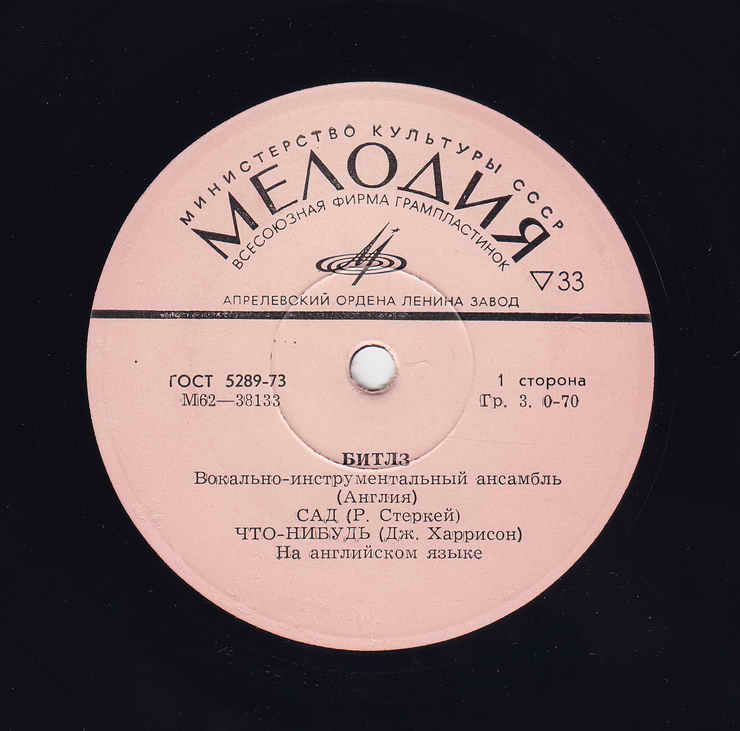 МИНИСТЕРСТВО КУЛЬТУРЫ СССР
МЕЛОДИЯ
ВСЕСОЮЗНАЯ ФИРМА ГРАМПЛАСТИНОК
▽33
АПРЕЛЕВСКИЙ ОРДЕНА ЛЕНИНА ЗАВОД
ГОСТ 5289-73 1 сторона
М62—38133 Гр. 3. 0-70
БИТЛЗ
Вокально-инструментальный ансамбль
(Англия)
САД (Р. Стеркей)
ЧТО-НИБУДЬ (Дж. Харрисон)
На английском языке